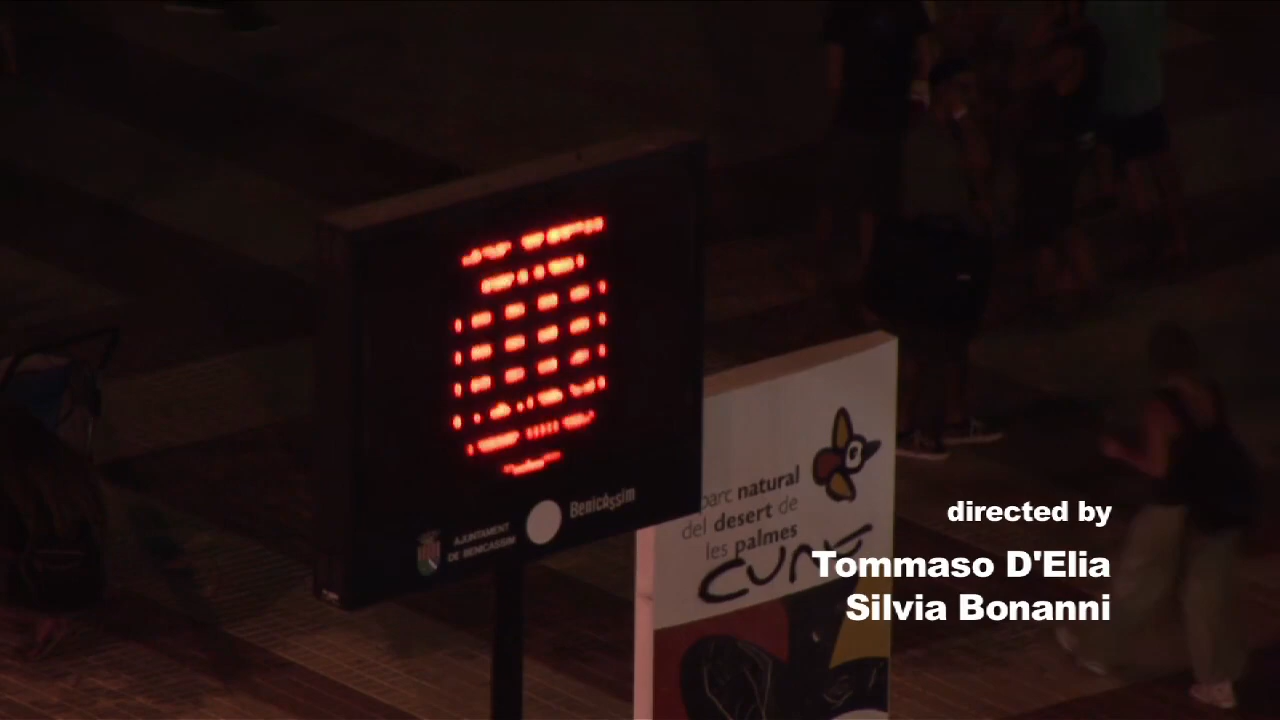 AJUNTAMENT
DE BENICASSIM
Benicàssim
parc natural
del desert de
les palmes
directed by
Tommaso D'Elia
Silvia Bonanni